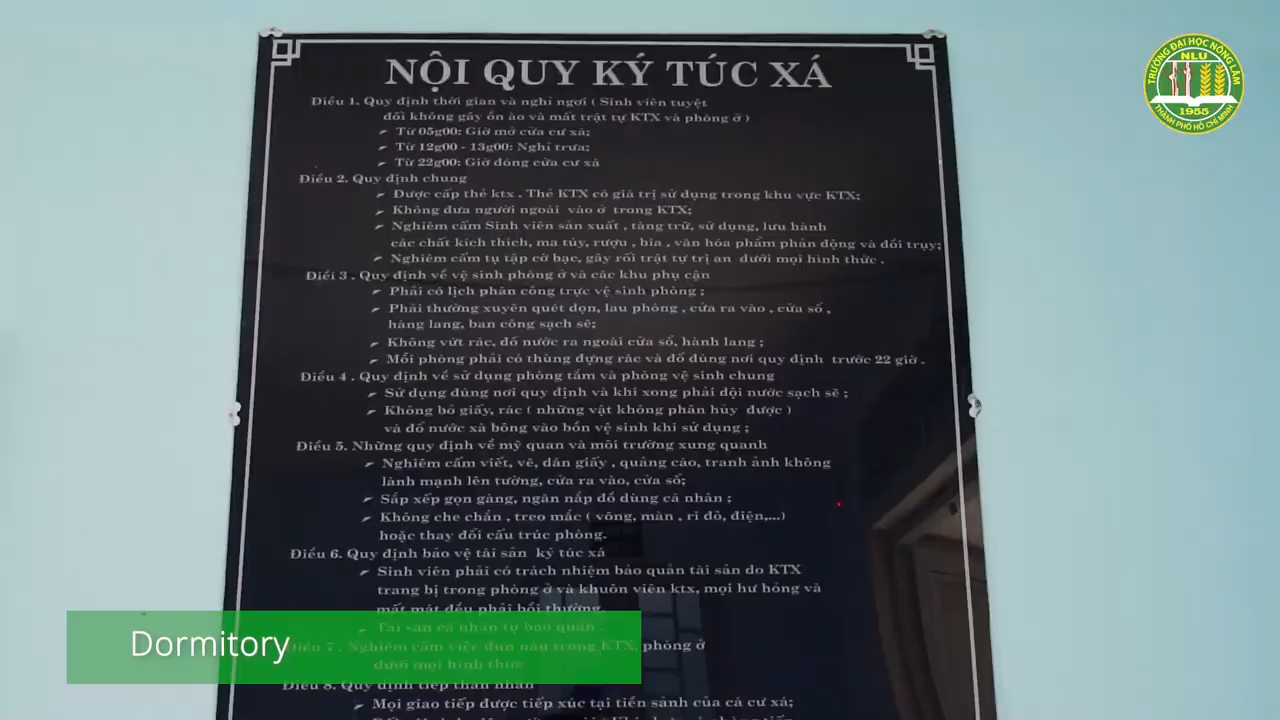 NỘI QUY KÝ TÚC XÁ
Điều 1. Quy định thời gian và nghỉ ngơi ( Sinh viên tuyệt
đối không gây ồn ào và mất trật tự KTX và phòng ở )
Từ 05g00: Giờ mở cửa cư xá;
Từ 12g00 - 13g00: Nghỉ trưa;
Từ 22g00: Giờ đóng cửa cư xá
Điều 2. Quy định chung
Được cấp thẻ ktx . Thẻ KTX có giá trị sử dụng trong khu vực KTX;
Không đưa người ngoài vào ở trong KTX;
Nghiêm cấm Sinh viên sản xuất , tàng trữ, sử dụng, lưu hành
các chất kích thích, ma túy, rượu , bia , văn hóa phẩm phản động và đồi trụy;
Nghiêm cấm tụ tập cờ bạc, gây rối trật tự trị an dưới mọi hình thức .
Điều 3 . Quy định về vệ sinh phòng ở và các khu phụ cận
Phải có lịch phân công trực vệ sinh phòng ;
Phải thường xuyên quét dọn, lau phòng , cửa ra vào , cửa sổ ,
hàng lang, ban công sạch sẽ;
Không vứt rác, đổ nước ra ngoài cửa sổ, hành lang ;
Mỗi phòng phải có thùng đựng rác và đổ đúng nơi quy định trước 22 giờ .
Điều 4 . Quy định về sử dụng phòng tắm và phòng vệ sinh chung
Sử dụng đúng nơi quy định và khi xong phải dội nước sạch sẽ ;
Không bỏ giấy, rác ( những vật không phân hủy được )
và đổ nước xà bông vào bồn vệ sinh khi sử dụng ;
Điều 5. Những quy định về mỹ quan và môi trường xung quanh
Nghiêm cấm viết, vẽ, dán giấy , quảng cáo, tranh ảnh không
lành mạnh lên tường, cửa ra vào, cửa sổ;
Sắp xếp gọn gàng, ngăn nắp đồ dùng cá nhân ;
Không che chắn , treo mắc ( võng, màn , ri đô, điện,...)
hoặc thay đổi cấu trúc phòng.
Điều 6. Quy định bảo vệ tài sản ký túc xá
Sinh viên phải có trách nhiệm bảo quản tài sản do KTX
trang bị trong phòng ở và khuôn viên ktx, mọi hư hỏng và
mất mát đều phải bồi thường.
Tài sản cá nhân tự bảo quản .
Điều 7 . Nghiêm cấm việc đun nấu trong KTX, phòng ở
dưới mọi hình thức
Điều 8. Quy định tiếp thân nhân
Mọi giao tiếp được tiếp xúc tại tiền sảnh của cá cư xá;
Dormitory
TRƯỜNG ĐẠI HỌC NÔNG LÂM
NLU
1955
THÀNH PHỐ HỒ CHÍ MINH